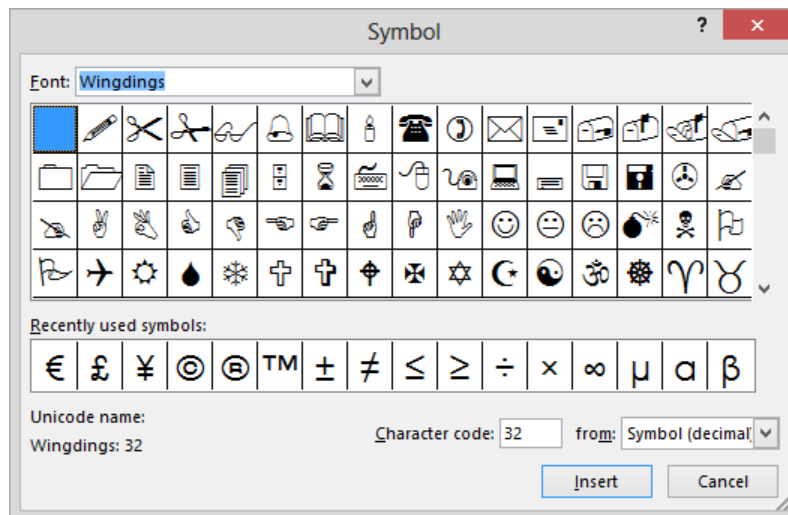 Symbol
?
Font: Wingdings
Recently used symbols:
€ £ ¥ © ® ™ ± ≠ ≤ ≥ ÷ × ∞ µ α β
Unicode name:
Wingdings: 32
Character code: 32
from: Symbol (decimal)
Insert
Cancel